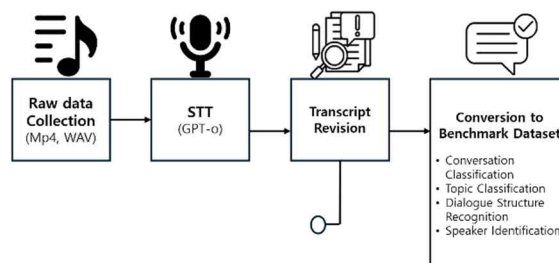 Raw data
Collection
(Mp4, WAV)
STT
(GPT-o)
Transcript
Revision
Conversion to
Benchmark Dataset
• Conversation
Classification
• Topic Classification
• Dialogue Structure
Recognition
• Speaker Identification